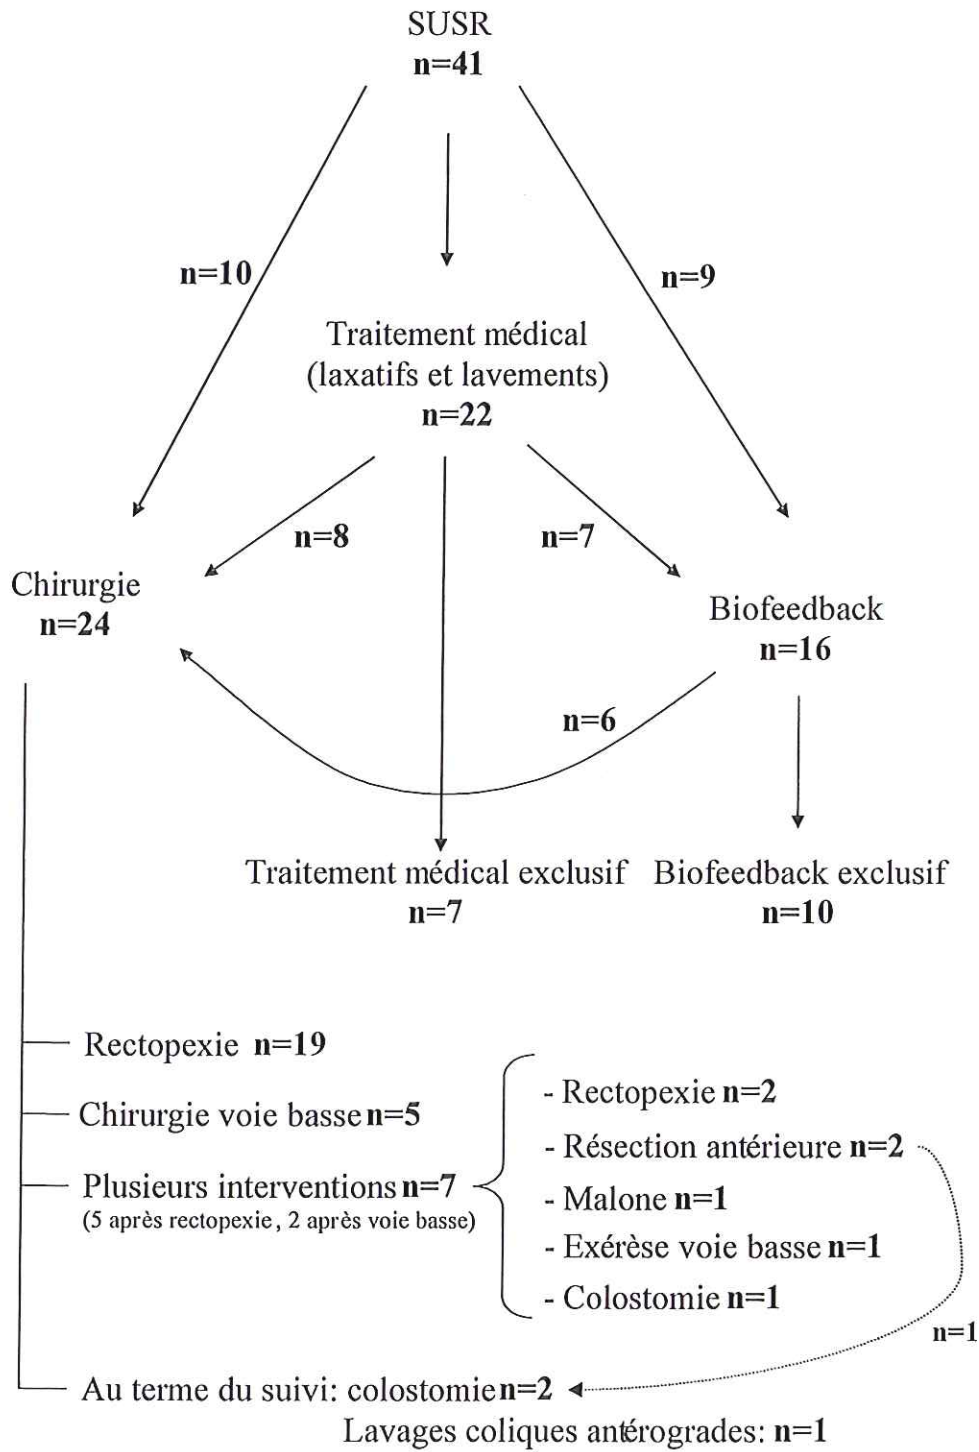 SUSR
n=41
n=10
n=9
Traitement médical
(laxatifs et lavements)
n=22
n=8
n=7
Chirurgie
n=24
Biofeedback
n=16
n=6
Traitement médical exclusif
n=7
Biofeedback exclusif
n=10
Rectopexie n=19
Chirurgie voie basse n=5
Plusieurs interventions n=7
(5 après rectopexie, 2 après voie basse)
- Rectopexie n=2
- Résection antérieure n=2
- Malone n=1
- Exérèse voie basse n=1
- Colostomie n=1
n=1
Au terme du suivi: colostomie n=2
Lavages coliques antérogrades: n=1